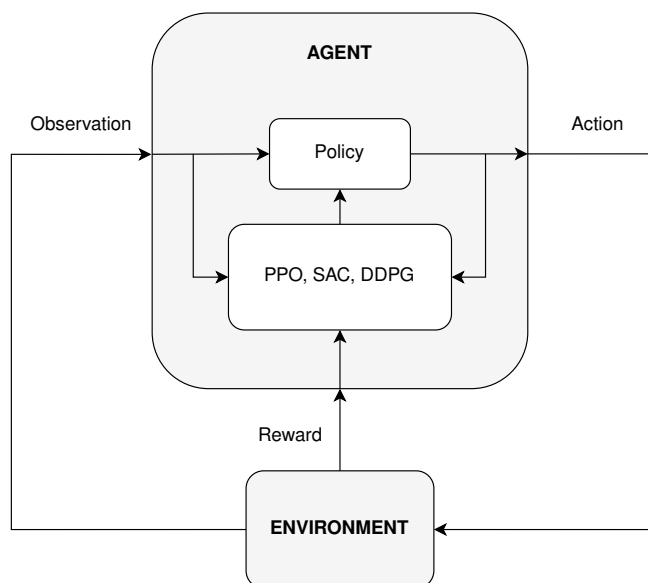 AGENT
Observation
Action
Policy
PPO, SAC, DDPG
Reward
ENVIRONMENT